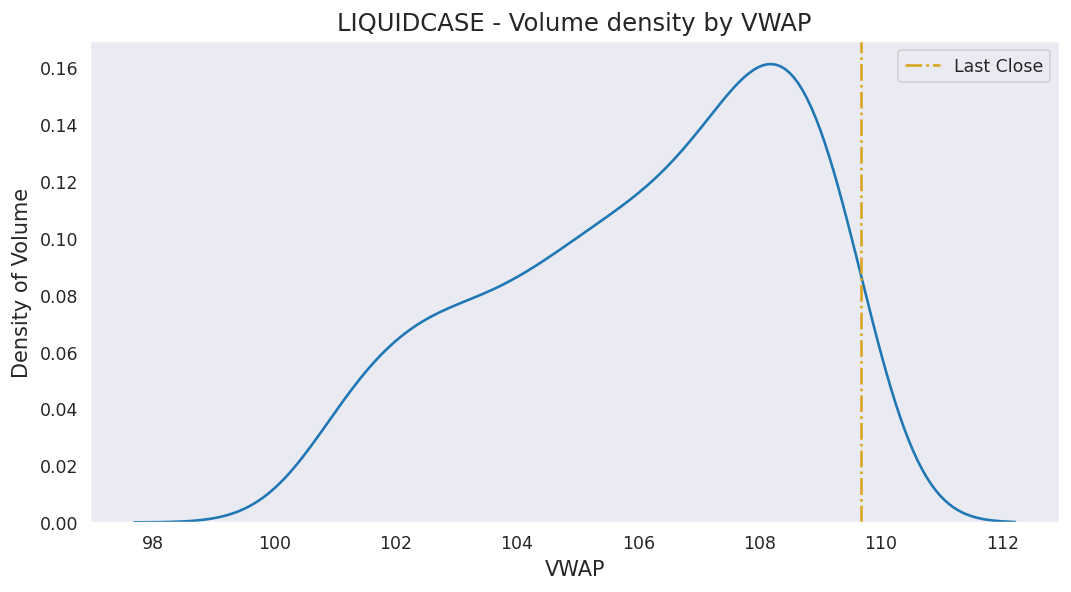 LIQUIDCASE - Volume density by VWAP
Last Close
Density of Volume
0.16
0.14
0.12
0.10
0.08
0.06
0.04
0.02
0.00
98 100 102 104 106 108 110 112
VWAP